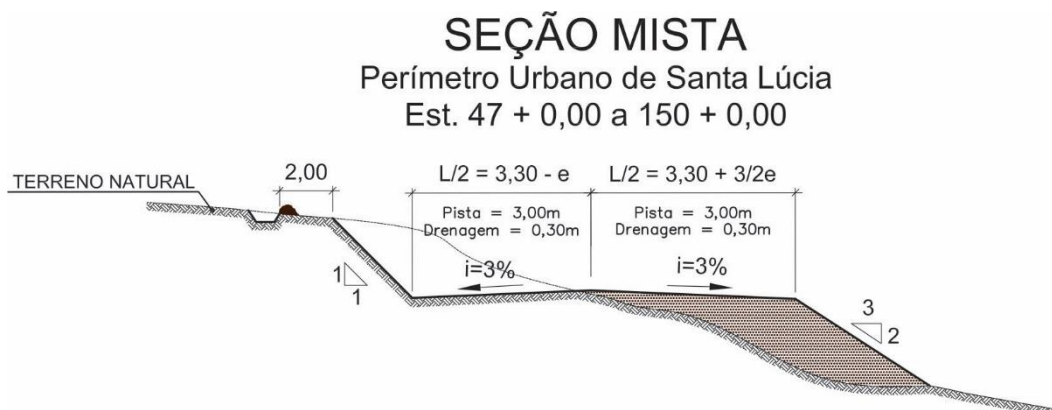 SEÇÃO MISTA
Perímetro Urbano de Santa Lúcia
Est. 47 + 0,00 a 150 + 0,00
TERRENO NATURAL
2,00
L/2 = 3,30 - e
L/2 = 3,30 + 3/2e
Pista = 3,00m
Drenagem = 0,30m
Pista = 3,00m
Drenagem = 0,30m
1
1
i=3%
i=3%
3
2